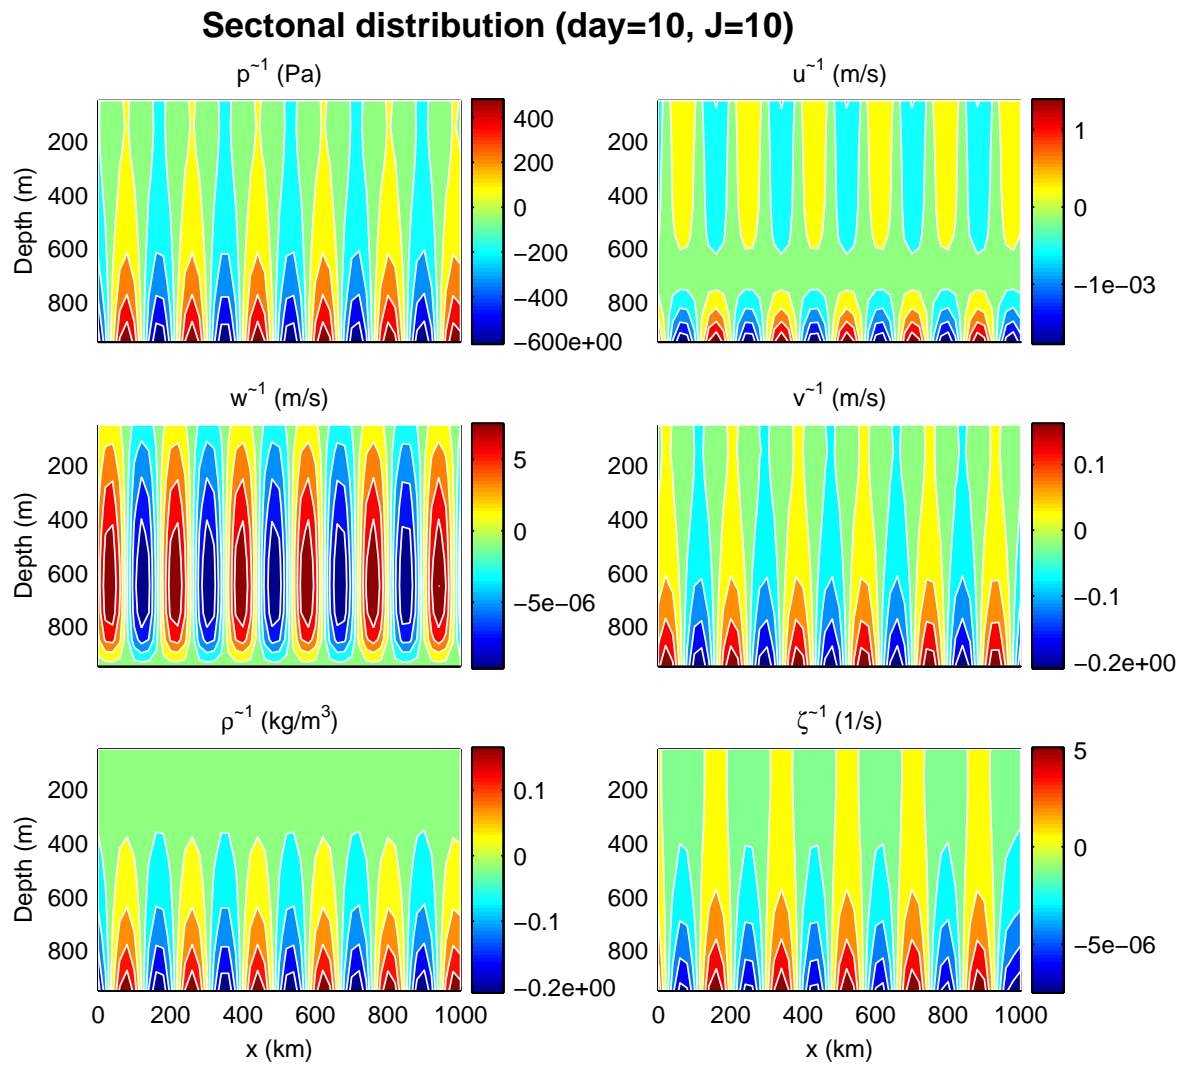 Sectonal distribution (day=10, J=10)
p~1 (Pa)
u~1 (m/s)
Depth (m)
200
400
600
800
400
200
0
−200
−400
−600e+00
200
400
600
800
1
0
−1e−03
w~1 (m/s)
v~1 (m/s)
Depth (m)
200
400
600
800
5
0
−5e−06
200
400
600
800
0.1
0
−0.1
−0.2e+00
ρ~1 (kg/m3)
ζ~1 (1/s)
Depth (m)
200
400
600
800
0.1
0
−0.1
−0.2e+00
200
400
600
800
5
0
−5e−06
0 200 400 600 800 1000
0 200 400 600 800 1000
x (km)
x (km)